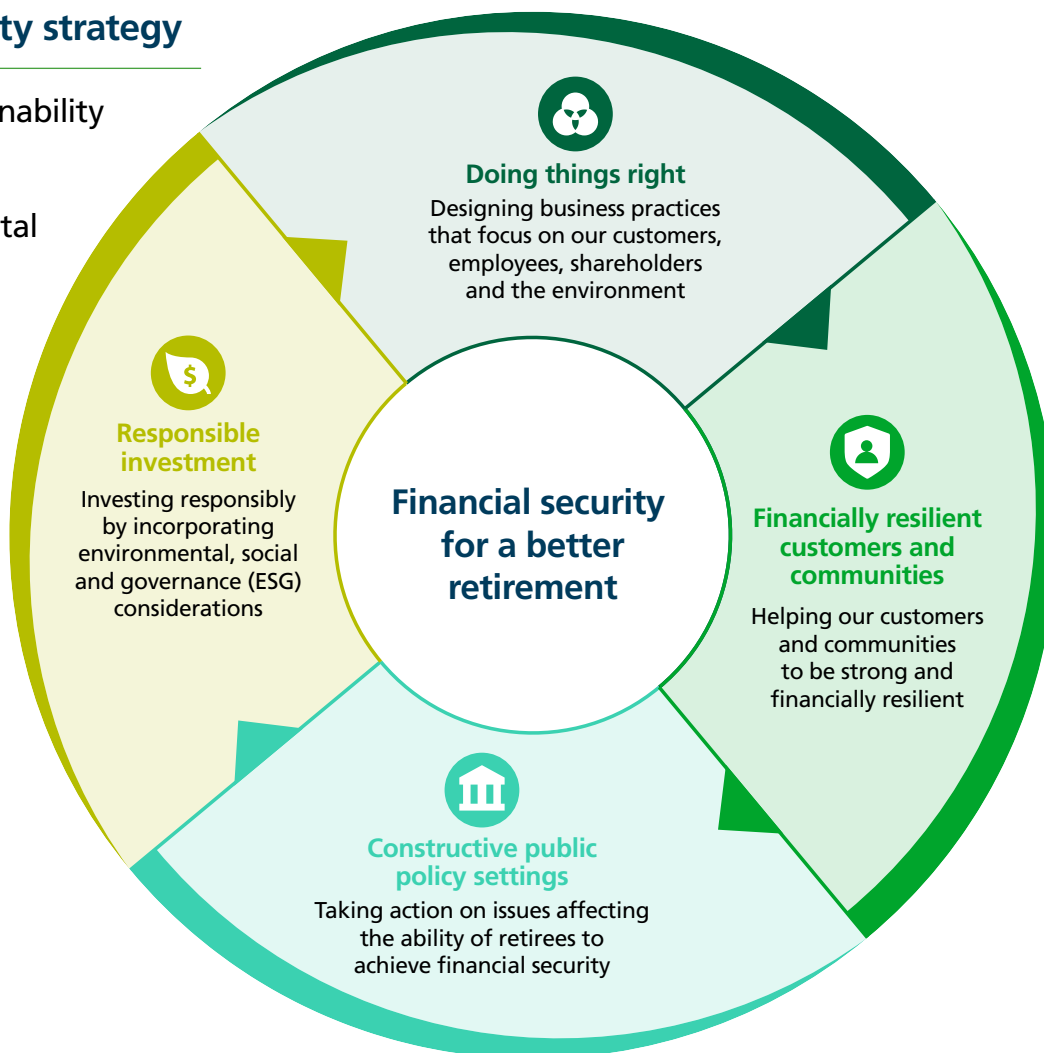 ty strategy
nability
tal
Doing things right
Designing business practices
that focus on our customers,
employees, shareholders
and the environment
$
Responsible
investment
Investing responsibly
by incorporating
environmental, social
and governance (ESG)
considerations
Financial security
for a better
retirement
Financially resilient
customers and
communities
Helping our customers
and communities
to be strong and
financially resilient
Constructive public
policy settings
Taking action on issues affecting
the ability of retirees to
achieve financial security